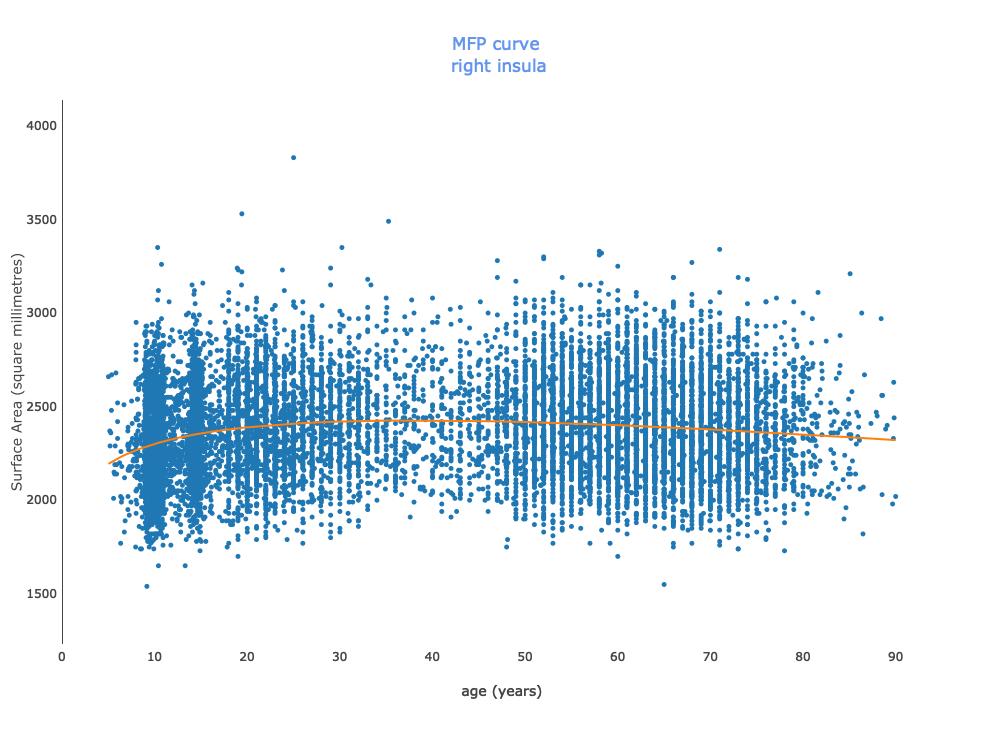 MFP curve
right insula
Surface Area (square millimetres)
4000
3500
3000
2500
2000
1500
0 10 20 30 40 50 60 70 80 90
age (years)